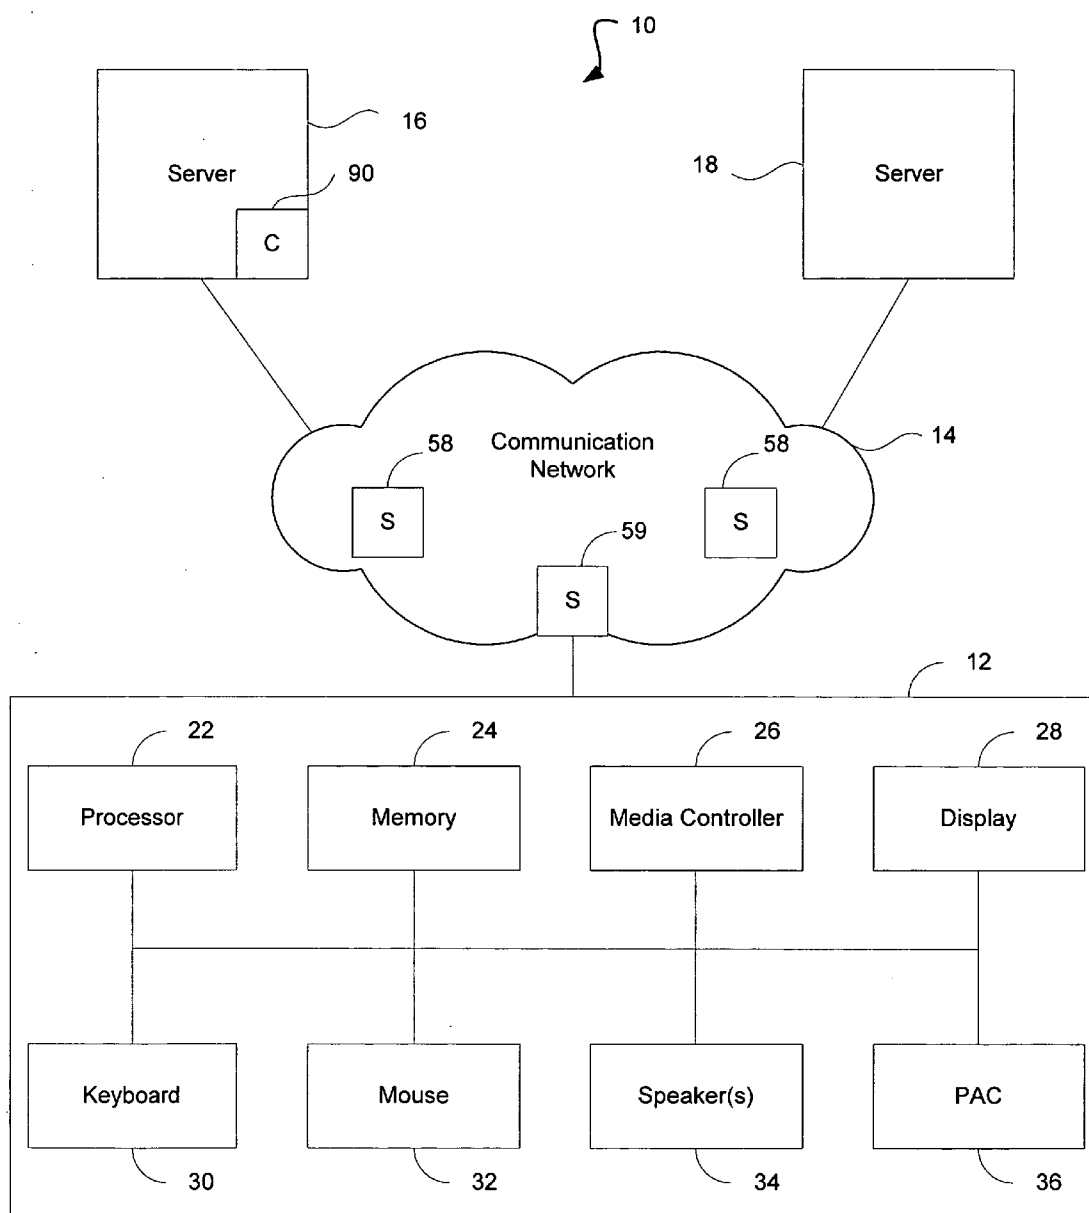 10
16
18
Server
90
Server
C
58
Communication
Network
58
14
S
S
59
S
12
22
24
26
28
Processor
Memory
Media Controller
Display
Keyboard
Mouse
Speaker(s)
PAC
30
32
34
36